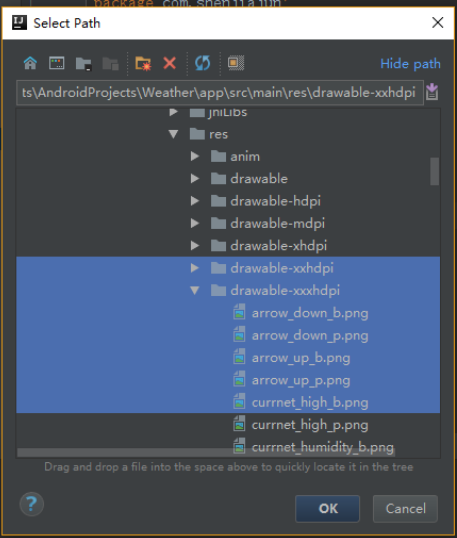 package com.shenjiajun;
Select Path
Hide path
ts\AndroidProjects\Weather\app\src\main\res\drawable-xxhdpi
jniLibs
res
anim
drawable
drawable-hdpi
drawable-mdpi
drawable-xhdpi
drawable-xxhdpi
drawable-xxxhdpi
arrow_down_b.png
arrow_down_p.png
arrow_up_b.png
arrow_up_p.png
currnet_high_b.png
currnet_high_p.png
currnet_humidity_b.png
Drag and drop a file into the space above to quickly locate it in the tree
?
OK
Cancel